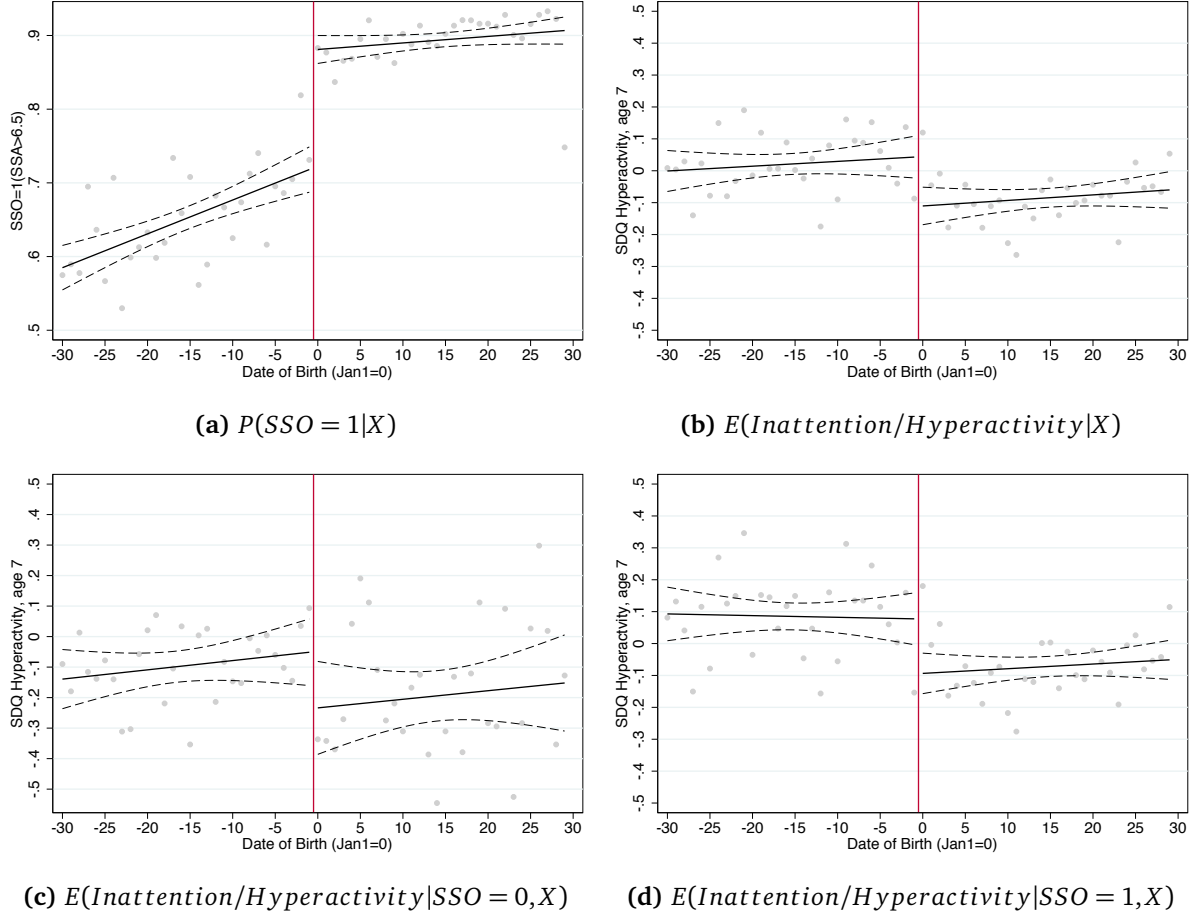 SSO=1(SSA>6.5)
.9
.8
.7
.6
.5
-30 -25 -20 -15 -10 -5 0 5 10 15 20 25 30
Date of Birth (Jan1=0)
(a) P(SSO = 1|X)
SDQ Hyperactvity, age 7
.5
.4
.3
.2
.1
0
-.1
-.2
-.3
-.4
-.5
-30 -25 -20 -15 -10 -5 0 5 10 15 20 25 30
Date of Birth (Jan1=0)
(b) E(Inattention/Hyperactivity|X)
SDQ Hyperactvity, age 7
.5
.4
.3
.2
.1
0
-.1
-.2
-.3
-.4
-.5
-30 -25 -20 -15 -10 -5 0 5 10 15 20 25 30
Date of Birth (Jan1=0)
(c) E(Inattention/Hyperactivity|SSO = 0, X)
SDQ Hyperactvity, age 7
.5
.4
.3
.2
.1
0
-.1
-.2
-.3
-.4
-.5
-30 -25 -20 -15 -10 -5 0 5 10 15 20 25 30
Date of Birth (Jan1=0)
(d) E(Inattention/Hyperactivity|SSO = 1, X)